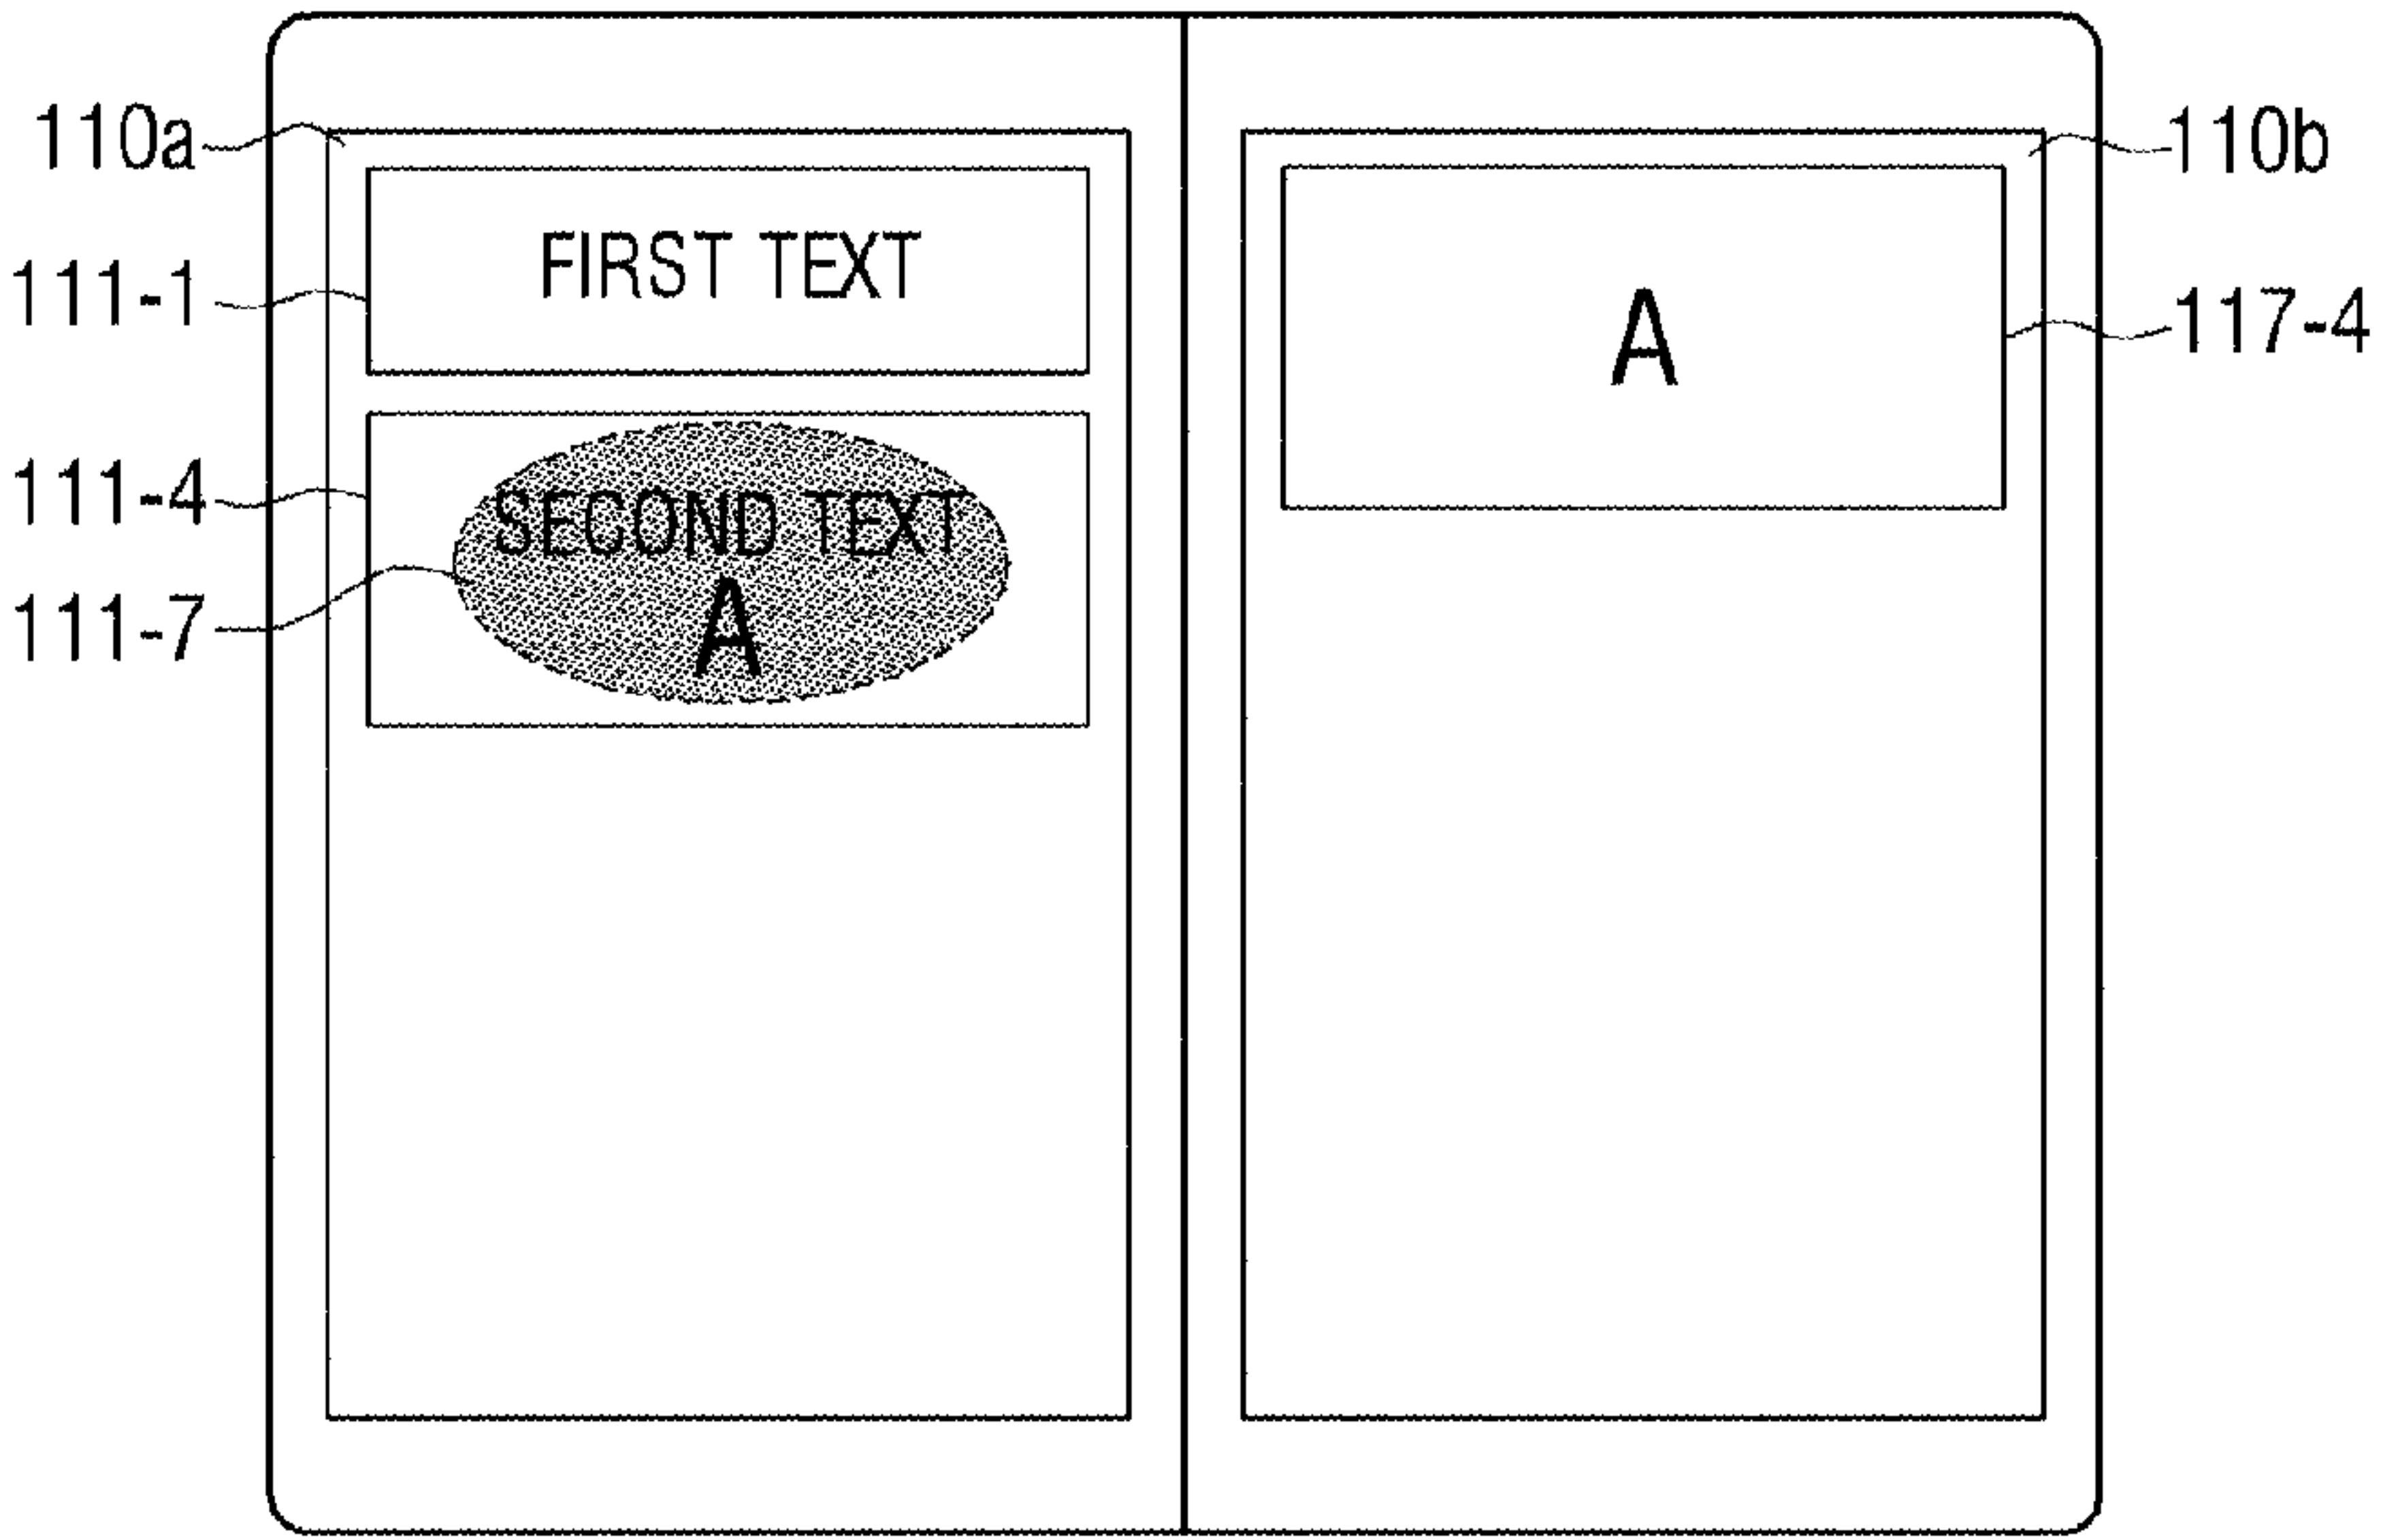 110a
FIRST TEXT
111-1
111-4
SECOND TEXT
A
111-7
110b
A
117-4